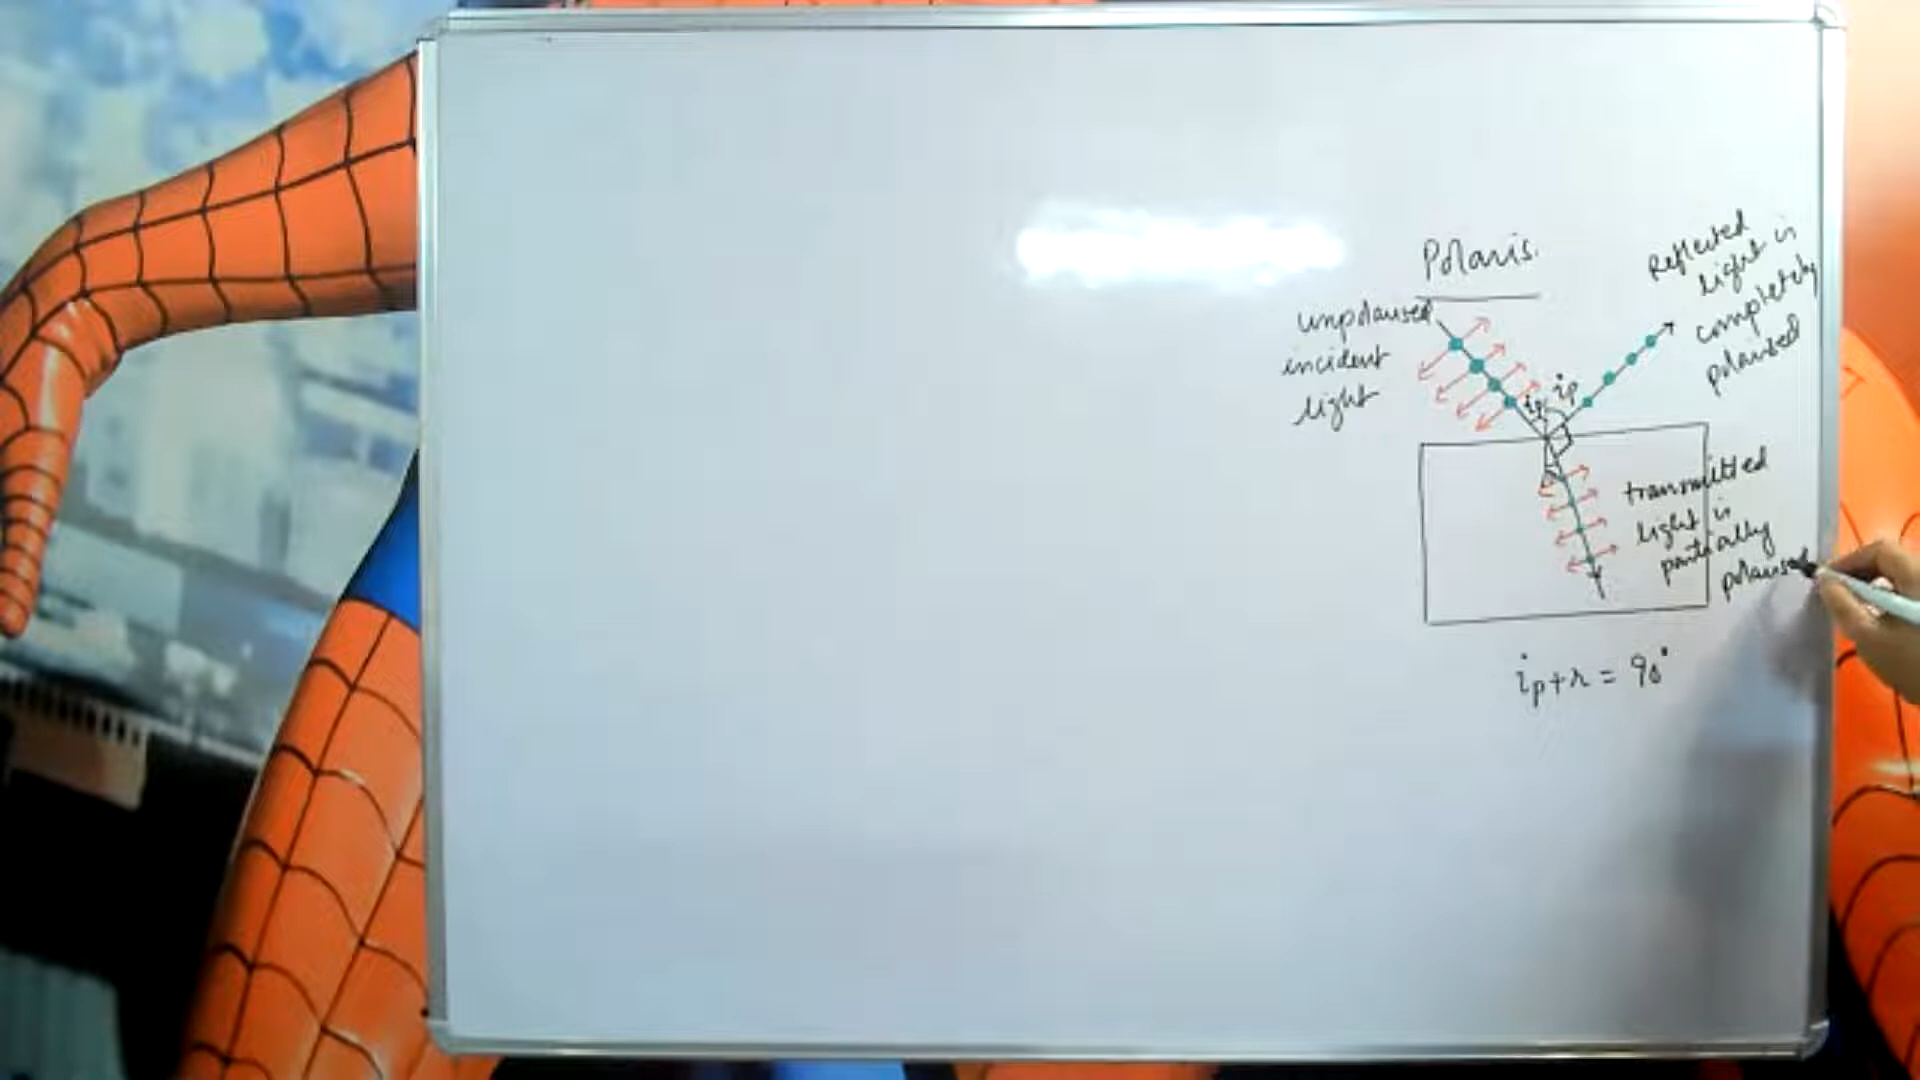 Polaris.
unpolarised
incident
light
Reflected
light is
completely
polarised
ip ip
r
transmitted
light is
partially
polarised
ip+r = 90°